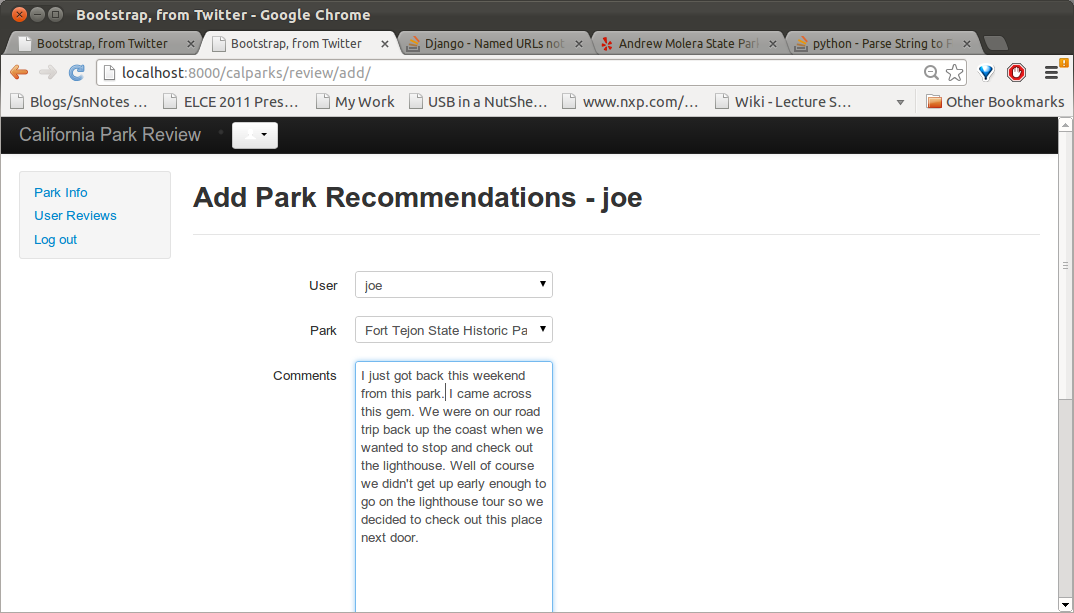 Bootstrap, from Twitter - Google Chrome
Bootstrap, from Twitter
Bootstrap, from Twitter
Django - Named URLs not
Andrew Molera State Par
python - Parse String to F
localhost:8000/calparks/review/add/
Blogs/SnNotes ...
ELCE 2011 Pres...
My Work
USB in a NutShe...
www.nxp.com/...
Wiki - Lecture S...
Other Bookmarks
California Park Review
Park Info
User Reviews
Log out
Add Park Recommendations - joe
User
joe
Park
Fort Tejon State Historic Pa
Comments
I just got back this weekend
from this park. I came across
this gem. We were on our road
trip back up the coast when we
wanted to stop and check out
the lighthouse. Well of course
we didn't get up early enough to
go on the lighthouse tour so we
decided to check out this place
next door.